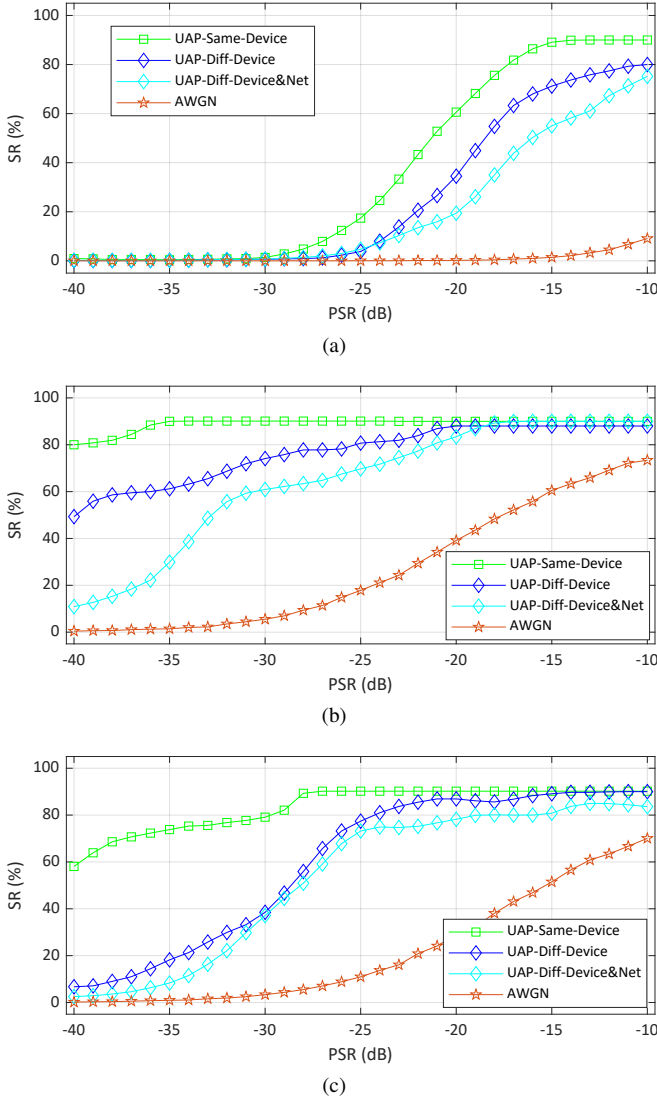 100
80
60
40
20
0
SR (%)
UAP-Same-Device
UAP-Diff-Device
UAP-Diff-Device&Net
AWGN
-40 -35 -30 -25 -20 -15 -10
PSR (dB)
(a)
100
80
60
40
20
0
SR (%)
UAP-Same-Device
UAP-Diff-Device
UAP-Diff-Device&Net
AWGN
-40 -35 -30 -25 -20 -15 -10
PSR (dB)
(b)
100
80
60
40
20
0
SR (%)
UAP-Same-Device
UAP-Diff-Device
UAP-Diff-Device&Net
AWGN
-40 -35 -30 -25 -20 -15 -10
PSR (dB)
(c)